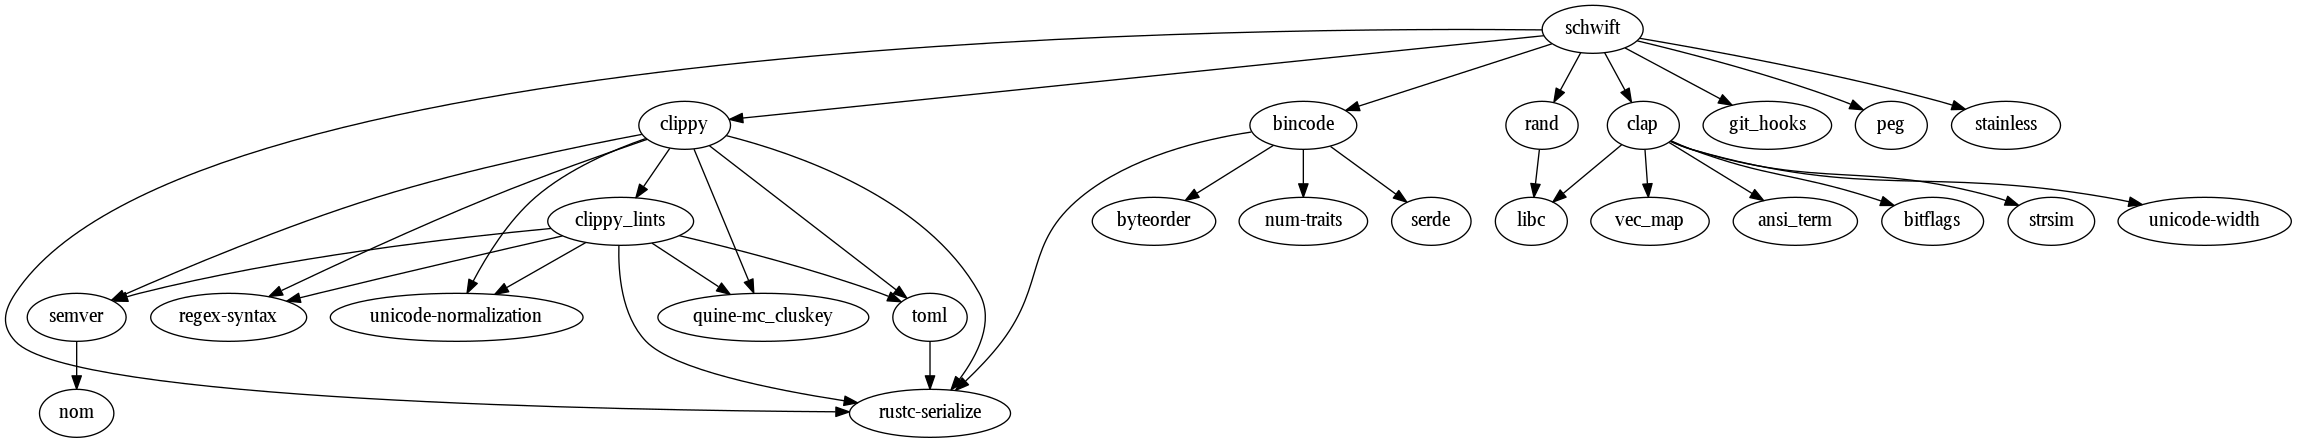 schwift
clippy
bincode
rand
clap
git_hooks
peg
stainless
clippy_lints
byteorder
num-traits
serde
libc
vec_map
ansi_term
bitflags
strsim
unicode-width
semver
regex-syntax
unicode-normalization
quine-mc_cluskey
toml
nom
rustc-serialize